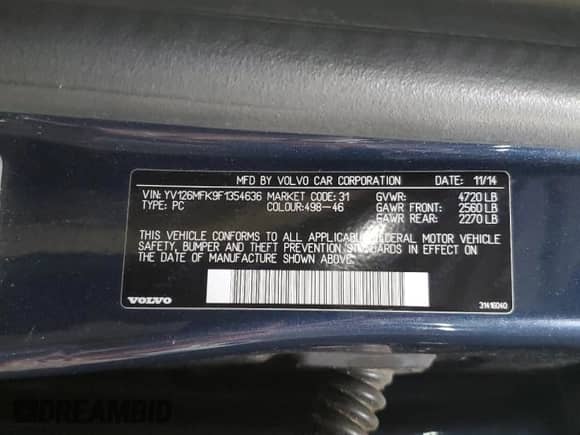 MFD BY VOLVO CAR CORPORATION 11/14
VIN: YV126MFK9F1354636 MARKET CODE: 31 GVWR: 4720 LB
TYPE: PC COLOUR:498-46 GAWR FRONT: 2560 LB
GAWR REAR: 2270 LB
THIS VEHICLE CONFORMS TO ALL APPLICABLE FEDERAL MOTOR VEHICLE
SAFETY, BUMPER AND THEFT PREVENTION STANDARDS IN EFFECT ON
THE DATE OF MANUFACTURE SHOWN ABOVE.
VOLVO 31416040
DREAMBID